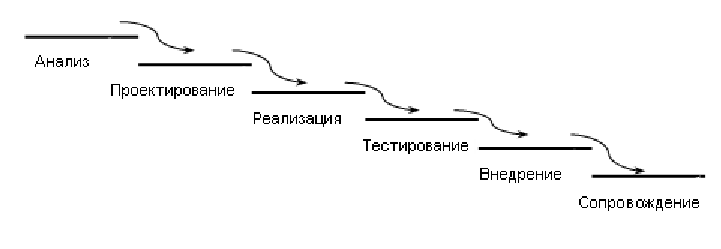 Анализ
Проектирование
Реализация
Тестирование
Внедрение
Сопровождение